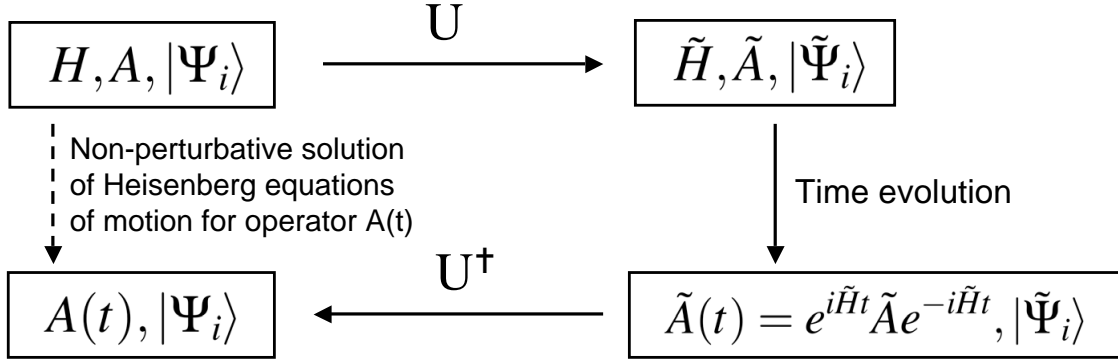 U
H, A, |Ψ_i⟩
H̃, Ã, |Ψ̃_i⟩
Non-perturbative solution
of Heisenberg equations
of motion for operator A(t)
Time evolution
U†
A(t), |Ψ_i⟩
Ã(t) = e^{iH̃t} Ã e^{−iH̃t}, |Ψ̃_i⟩